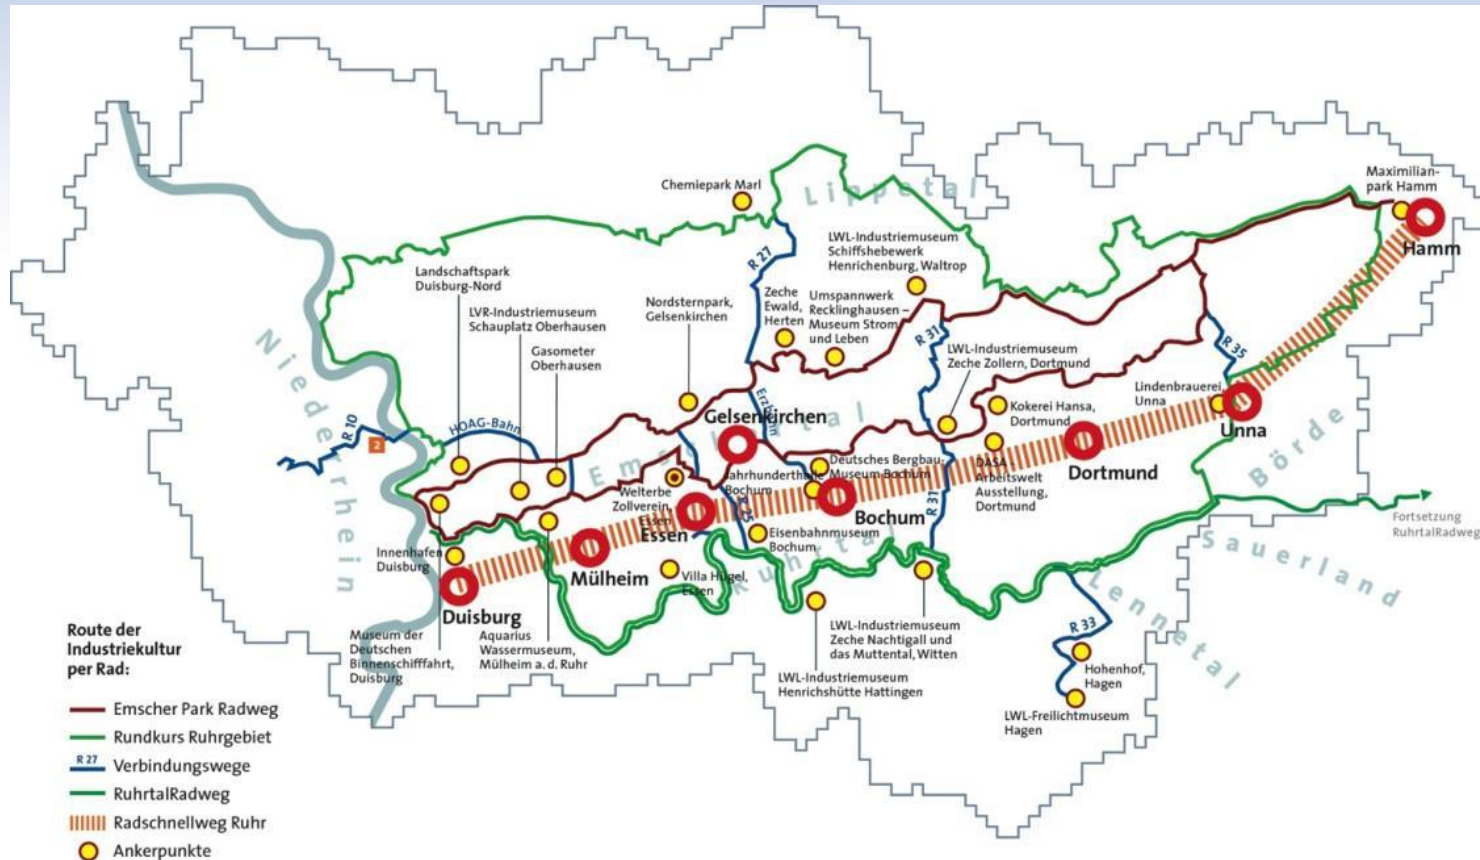 Maximilian-
park Hamm
Chemiepark Marl
Lippetal
Hamm
LWL-Industriemuseum
Schiffshebewerk
Henrichenburg, Waltrop
R 27
Landschaftspark
Duisburg-Nord
Nordsternpark,
Gelsenkirchen
Zeche
Ewald,
Herten
Umspannwerk
Recklinghausen –
Museum Strom
und Leben
LVR-Industriemuseum
Schauplatz Oberhausen
R 31
LWL-Industriemuseum
Zeche Zollern, Dortmund
R 35
Gasometer
Oberhausen
Niederrhein
Lindenbrauerei,
Unna
Erzbahn
Gelsenkirchen
Kokerei Hansa,
Dortmund
Unna
R 10
2
HOAG-Bahn
Emschertal
Börde
Deutsches Bergbau-
Museum Bochum
DASA
Arbeitswelt
Ausstellung,
Dortmund
Dortmund
Jahrhunderthalle
Bochum
Welterbe
Zollverein,
Essen
R 25
R 31
Bochum
Fortsetzung
RuhrtalRadweg
Essen
Eisenbahnmuseum
Bochum
Ruhrtal
Sauerland
Innenhafen
Duisburg
Mülheim
Villa Hügel,
Essen
Lennetal
Duisburg
R 33
Museum der
Deutschen
Binnenschifffahrt,
Duisburg
Aquarius
Wassermuseum,
Mülheim a. d. Ruhr
LWL-Industriemuseum
Zeche Nachtigall und
das Muttental, Witten
LWL-Industriemuseum
Henrichshütte Hattingen
Hohenhof,
Hagen
LWL-Freilichtmuseum
Hagen
Route der
Industriekultur
per Rad:
Emscher Park Radweg
Rundkurs Ruhrgebiet
R 27 Verbindungswege
RuhrtalRadweg
Radschnellweg Ruhr
Ankerpunkte